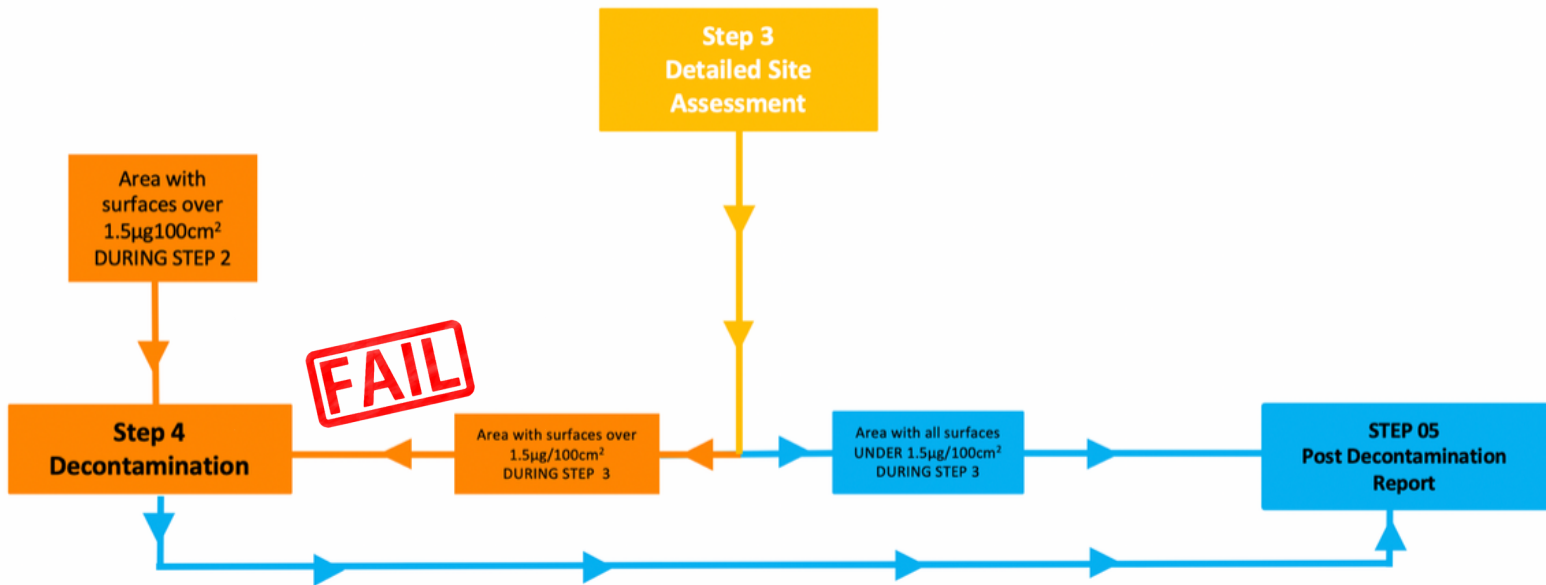 Step 3
Detailed Site
Assessment
Area with
surfaces over
1.5µg100cm²
DURING STEP 2
FAIL
Step 4
Decontamination
Area with surfaces over
1.5µg/100cm²
DURING STEP 3
Area with all surfaces
UNDER 1.5µg/100cm²
DURING STEP 3
STEP 05
Post Decontamination
Report